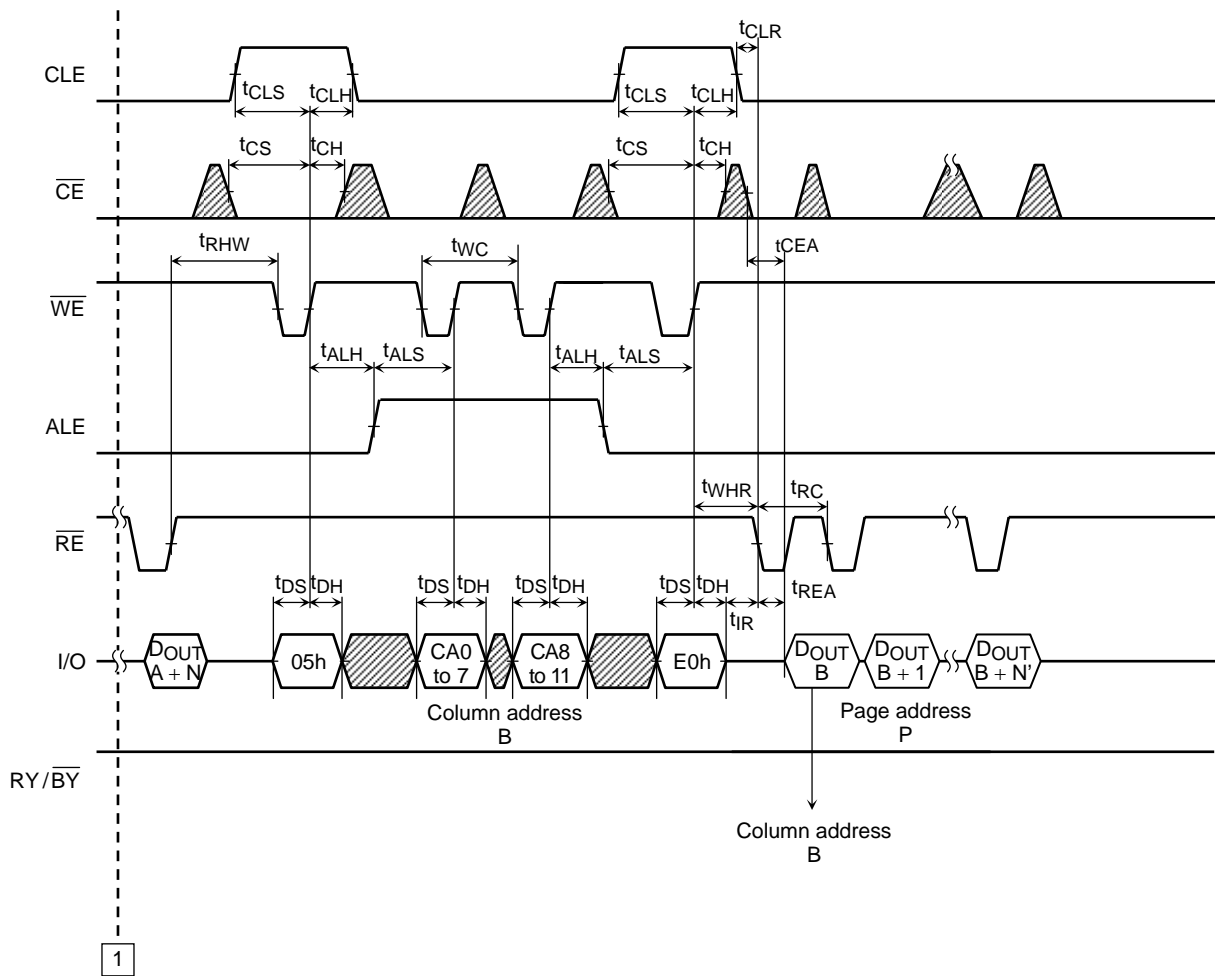 tCLR
CLE
tCLS tCLH tCLS tCLH
tCS tCH tCS tCH
CE
tRHW tWC tCEA
WE
tALH tALS tALH tALS
ALE
tWHR tRC
RE
tDS tDH tDS tDH tDS tDH tDS tDH tREA
tIR
I/O
DOUT A + N
05h
CA0 to 7
CA8 to 11
E0h
DOUT B
DOUT B + 1
DOUT B + N'
Column address B
Page address P
RY/BY
Column address B
1